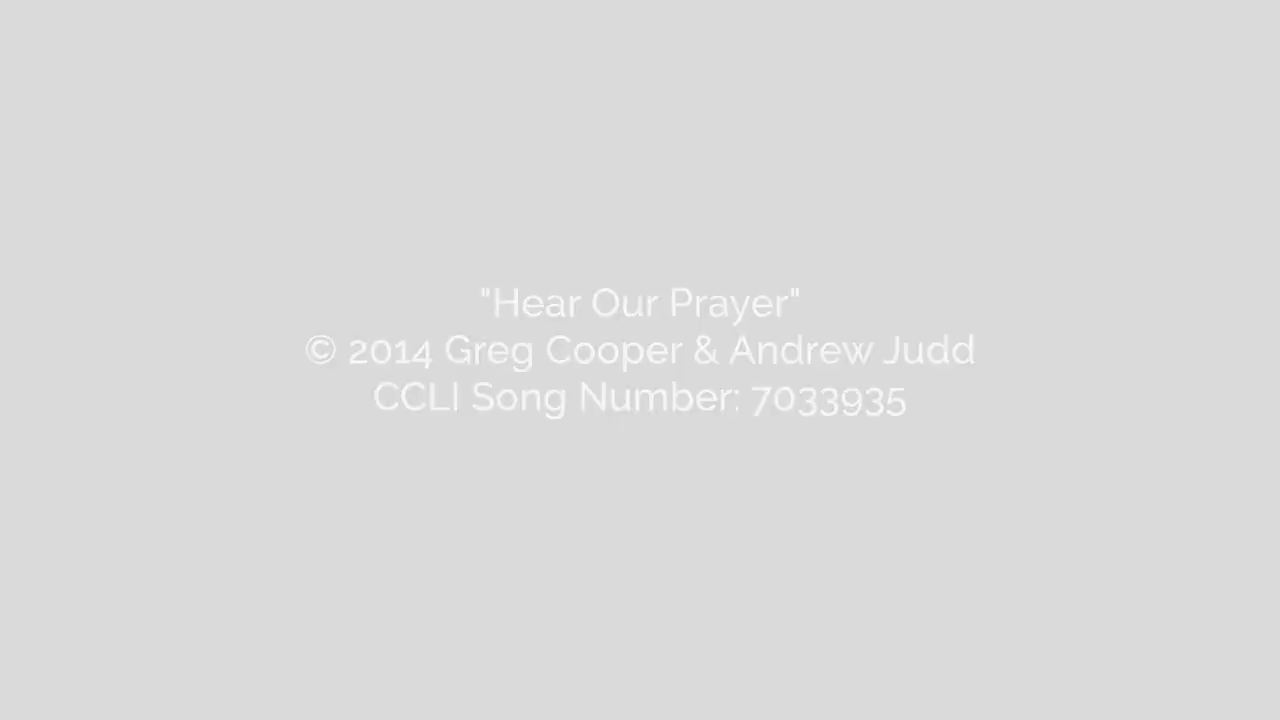 "Hear Our Prayer"
© 2014 Greg Cooper & Andrew Judd
CCLI Song Number: 7033935